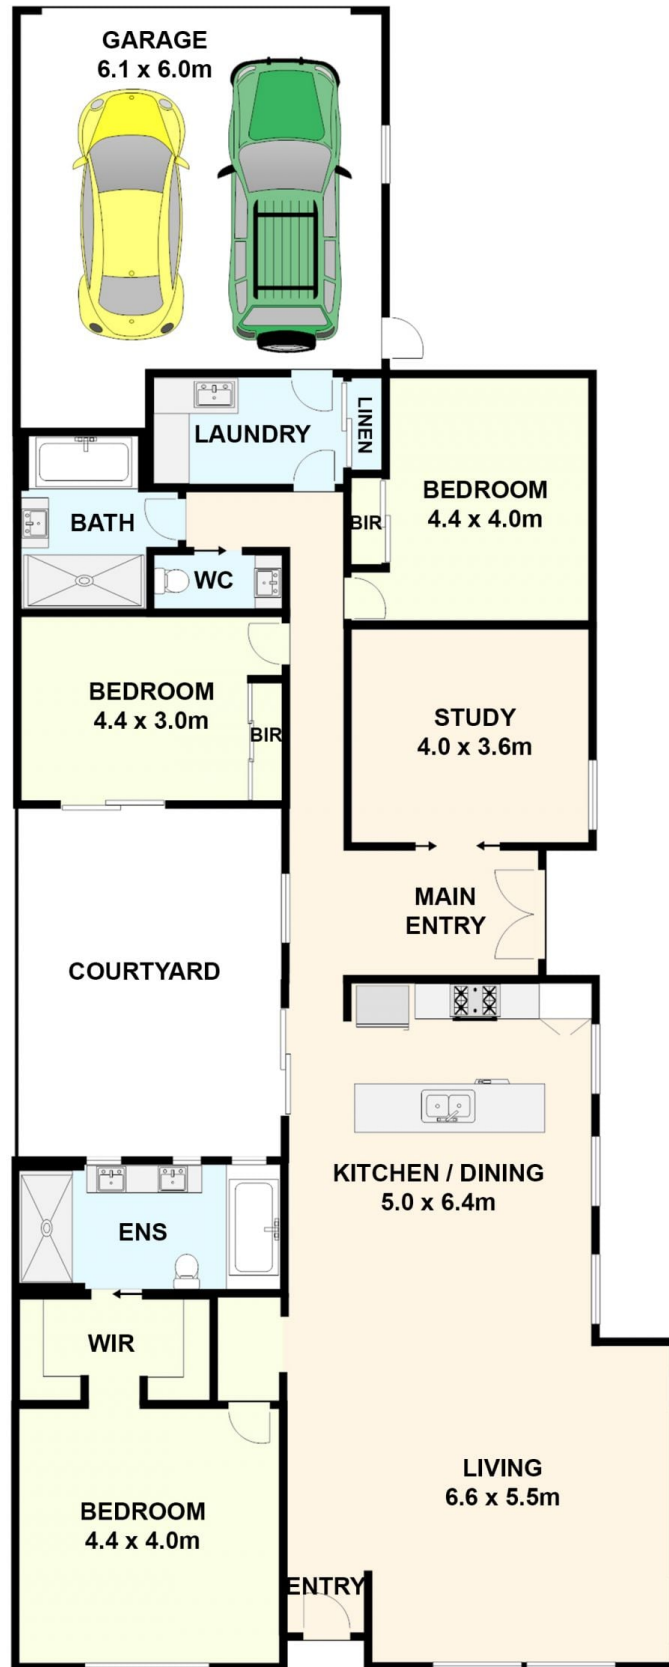 GARAGE
6.1 x 6.0m
LAUNDRY
LINEN
BATH
WC
BIR
BEDROOM
4.4 x 4.0m
BEDROOM
4.4 x 3.0m
BIR
STUDY
4.0 x 3.6m
MAIN
ENTRY
COURTYARD
KITCHEN / DINING
5.0 x 6.4m
ENS
WIR
LIVING
6.6 x 5.5m
BEDROOM
4.4 x 4.0m
ENTRY